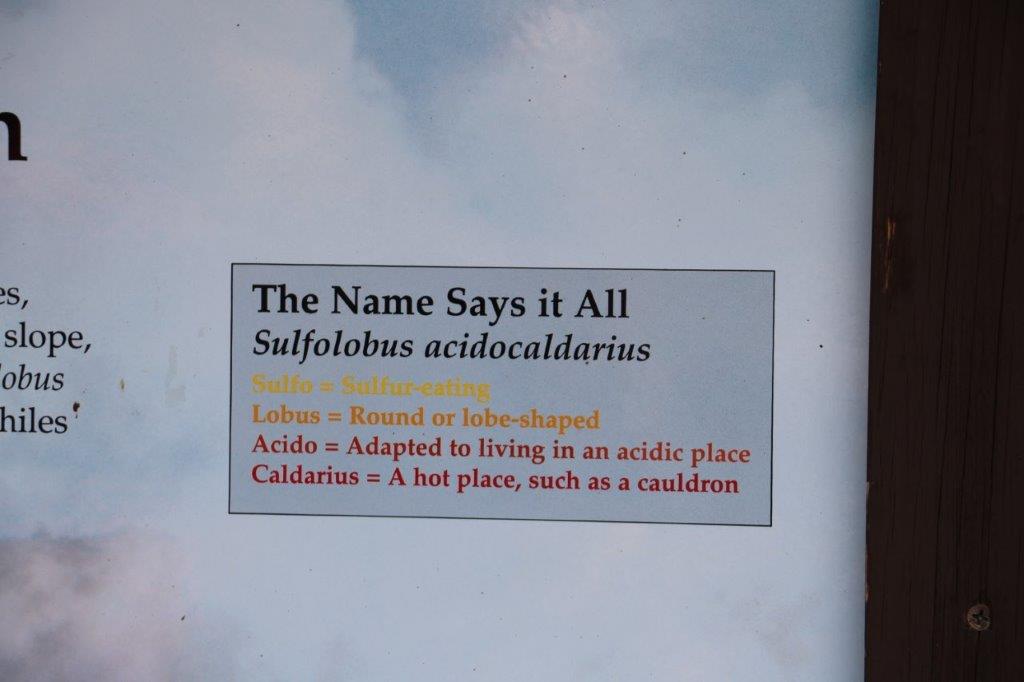 n
es,
slope,
lobus
hiles
The Name Says it All
Sulfolobus acidocaldarius
Sulfo = Sulfur-eating
Lobus = Round or lobe-shaped
Acido = Adapted to living in an acidic place
Caldarius = A hot place, such as a cauldron